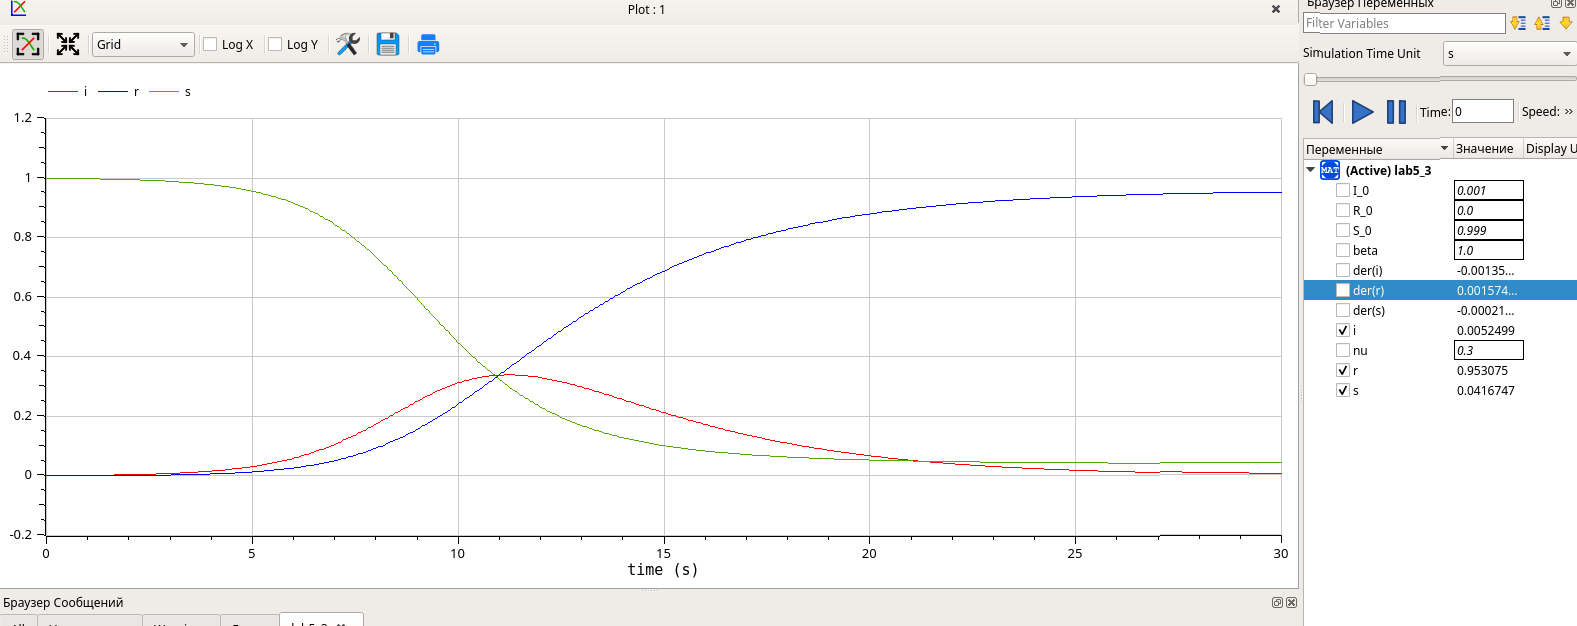 Plot : 1
Браузер Переменных
Grid
Log X
Log Y
Filter Variables
Simulation Time Unit
s
Time:
0
Speed: »
i
r
s
1.2
1
0.8
0.6
0.4
0.2
0
-0.2
0
5
10
15
20
25
30
time (s)
Переменные
Значение
Display U
MAT
(Active) lab5_3
I_0 0.001
R_0 0.0
S_0 0.999
beta 1.0
der(i) -0.00135...
der(r) 0.001574...
der(s) -0.00021...
i 0.0052499
nu 0.3
r 0.953075
s 0.0416747
Браузер Сообщений